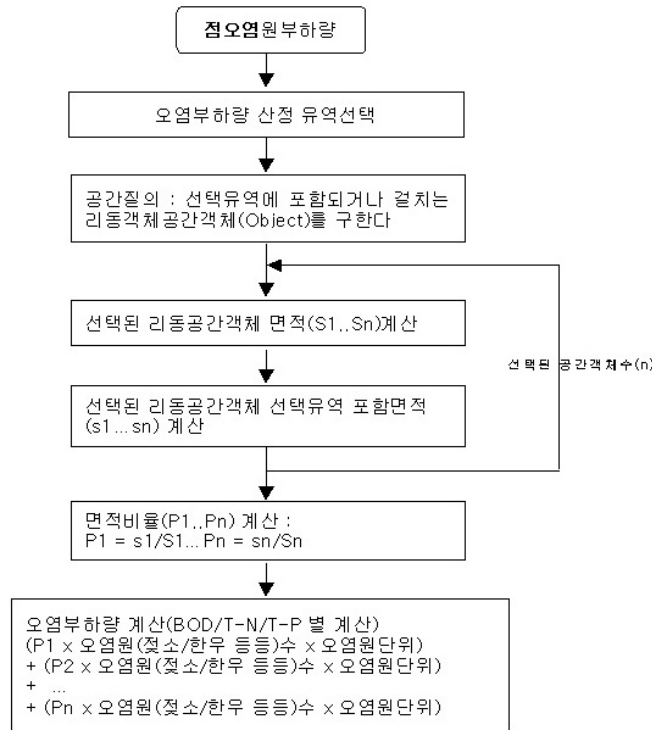 점오염원부하량
오염부하량 산정 유역선택
공간질의 : 선택유역에 포함되거나 걸치는
리동객체공간객체(Object)를 구한다
선택된 리동공간객체 면적(S1..Sn)계산
선택된 공간객체수(n)
선택된 리동공간객체 선택유역 포함면적
(s1...sn) 계산
면적비율(P1..Pn) 계산 :
P1 = s1/S1... Pn = sn/Sn
오염부하량 계산(BOD/T-N/T-P 별 계산)
(P1 x 오염원(젖소/한우 등등)수 x 오염원단위)
+ (P2 x 오염원(젖소/한우 등등)수 x 오염원단위)
+ ...
+ (Pn x 오염원(젖소/한우 등등)수 x 오염원단위)